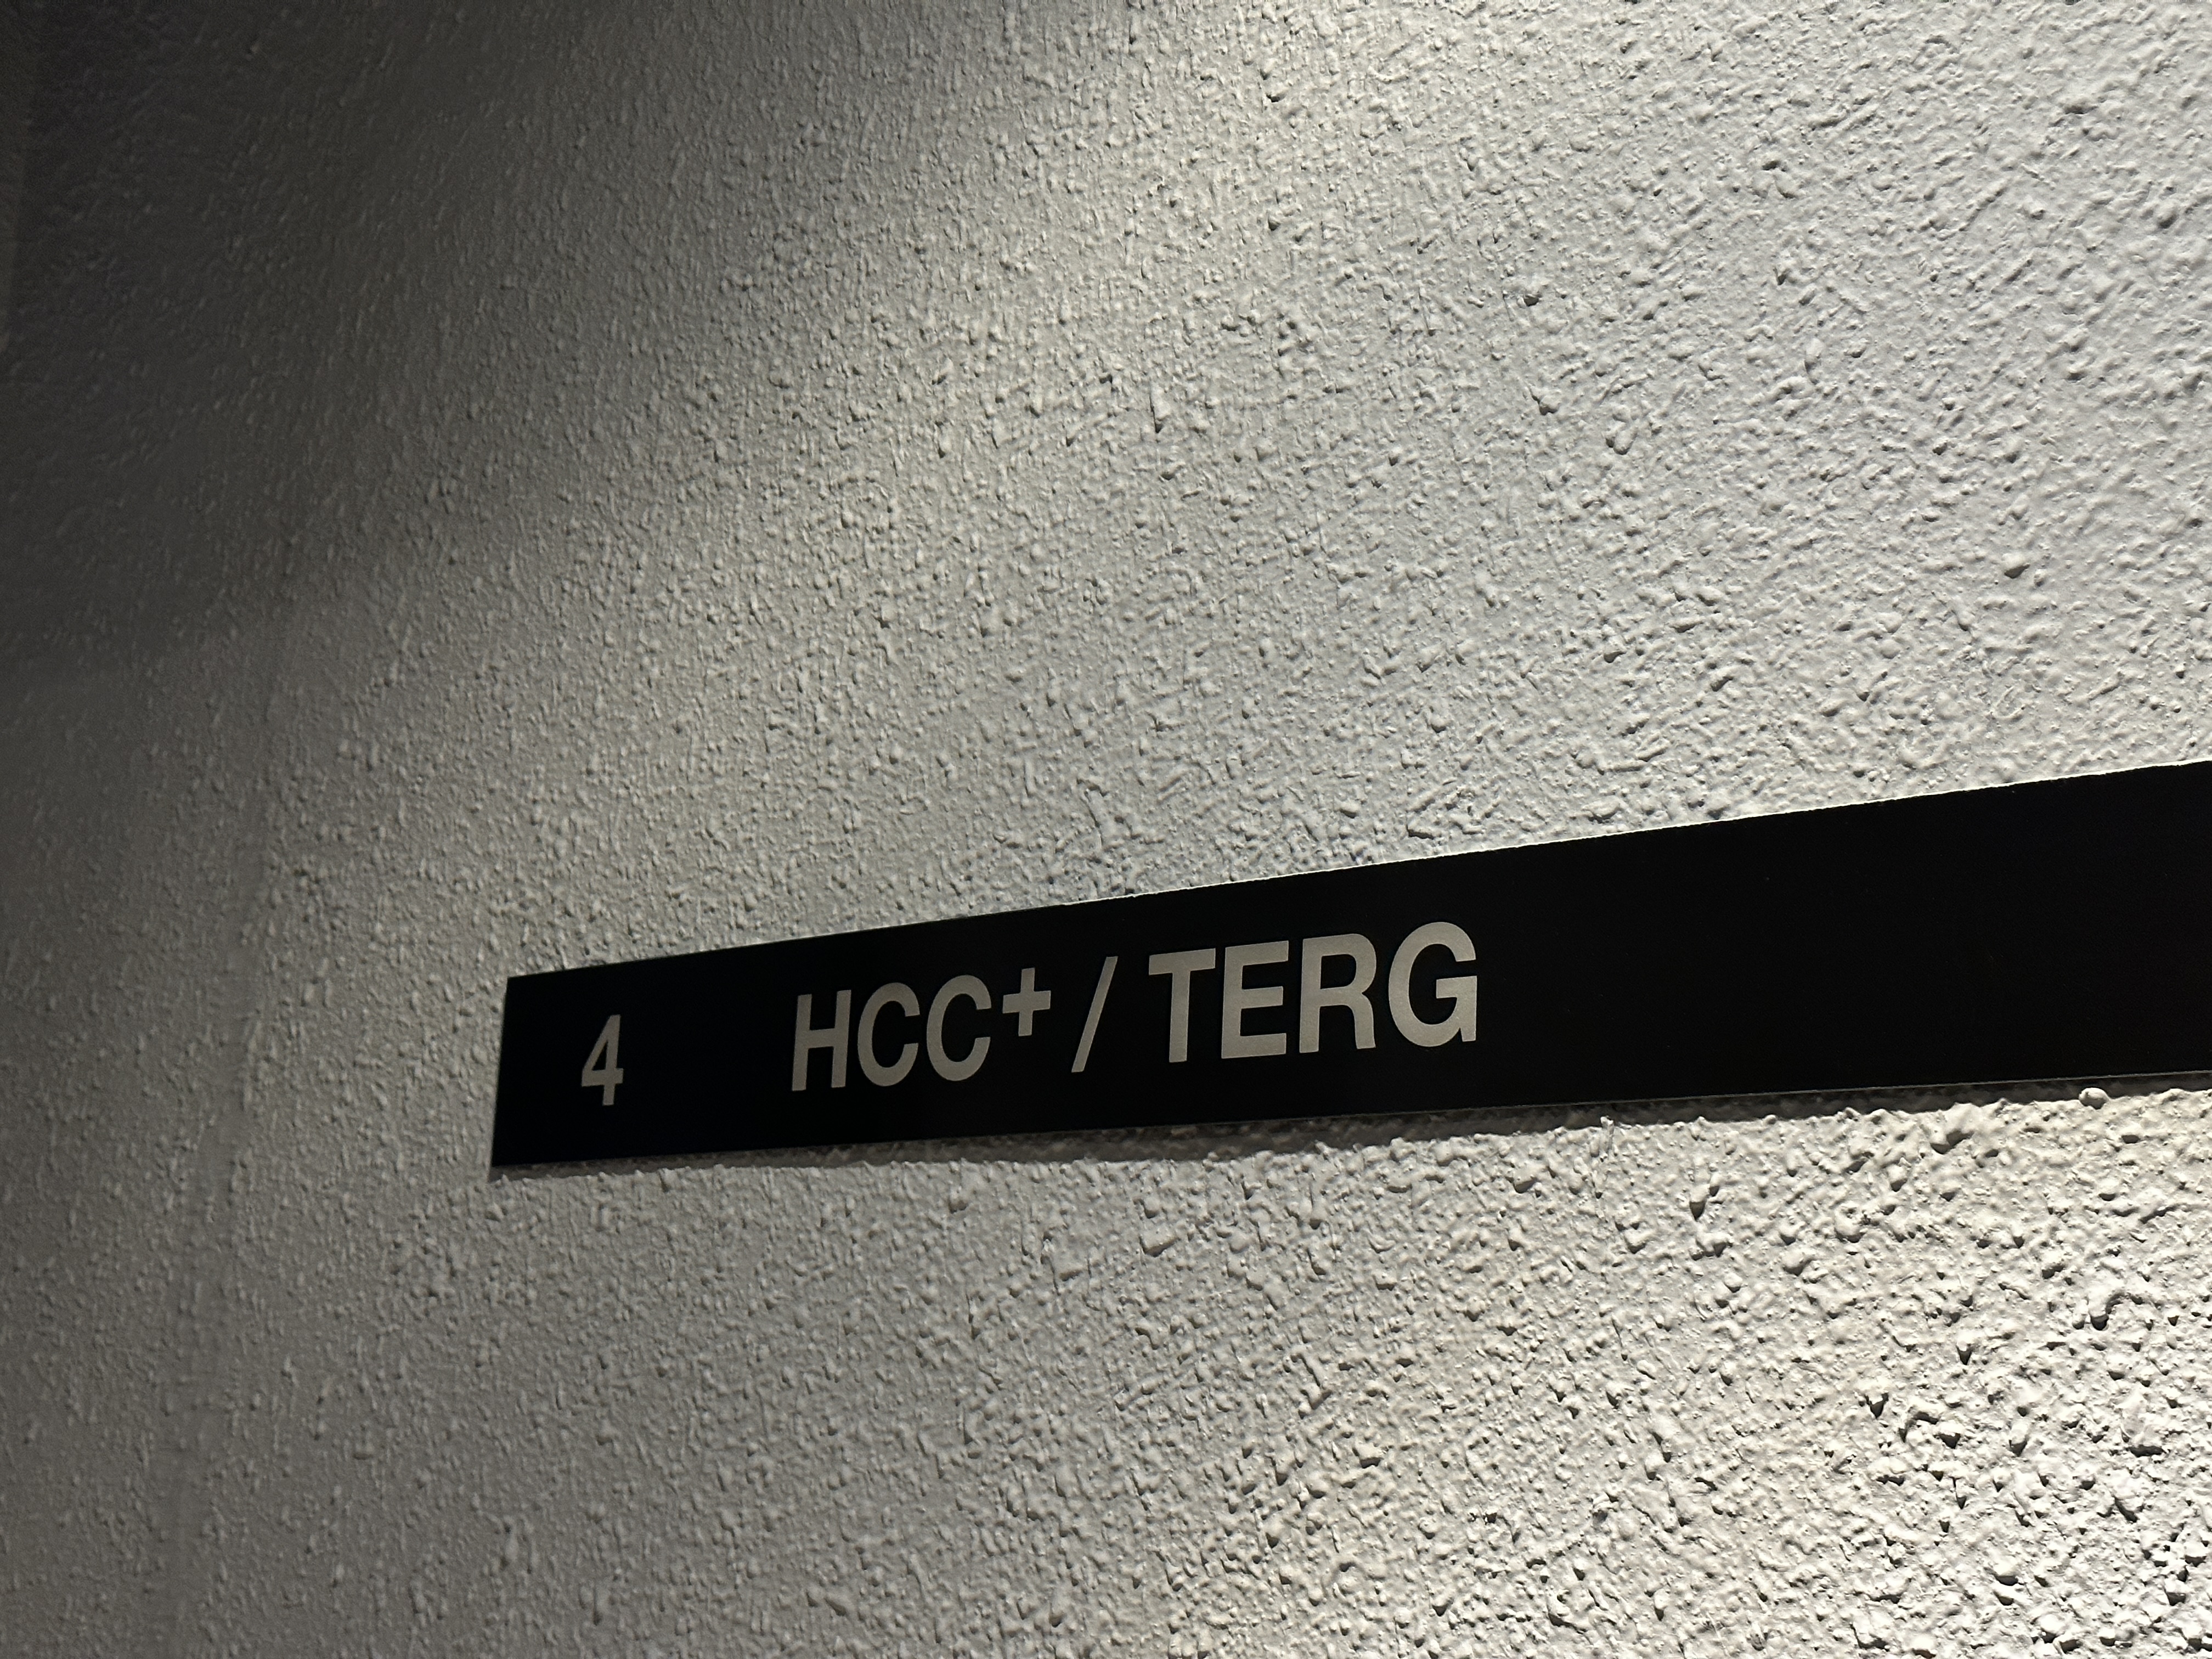 4 HCC⁺ / TERG